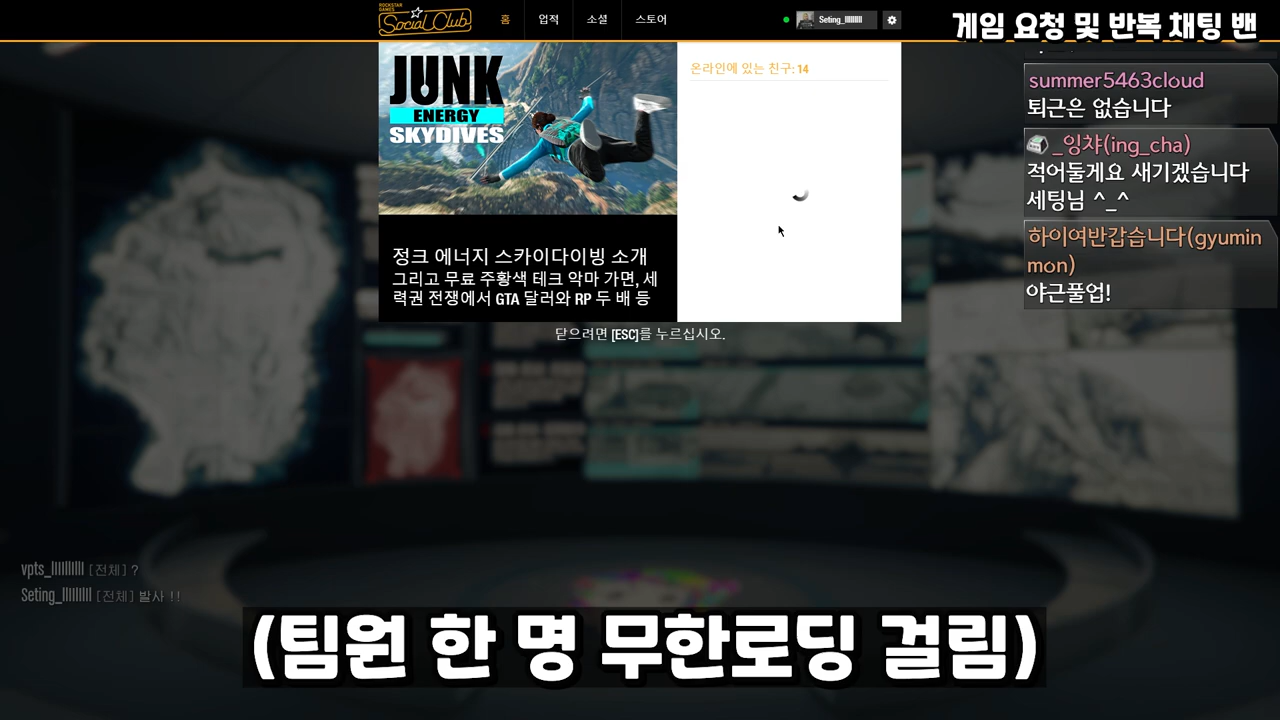 ROCKSTAR GAMES
Social Club
홈 업적 소셜 스토어
Seting_lllllllll
게임 요청 및 반복 채팅 밴
JUNK
ENERGY
SKYDIVES
온라인에 있는 친구: 14
정크 에너지 스카이다이빙 소개
그리고 무료 주황색 테크 악마 가면, 세
력권 전쟁에서 GTA 달러와 RP 두 배 등
닫으려면 [ESC]를 누르십시오.
summer5463cloud
퇴근은 없습니다
_잉챠(ing_cha)
적어둘게요 새기겠습니다
세팅님 ^_^
하이여반갑습니다(gyumin
mon)
야근풀업!
vpts_lllllllll [전체] ?
Seting_lllllllll [전체] 발사 !!
(팀원 한 명 무한로딩 걸림)